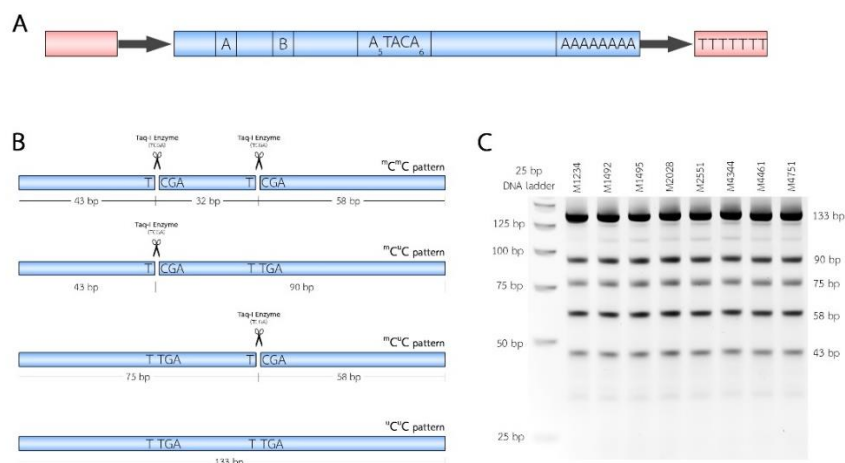 A
A B A5TACA6 AAAAAAAA TTTTTTT
B
Taq-I Enzyme Taq-I Enzyme
(TCGA) (TCGA)
mCmC pattern
T CGA T CGA
43 bp 32 bp 58 bp
Taq-I Enzyme
(TCGA)
mCuC pattern
T CGA T TGA
43 bp 90 bp
Taq-I Enzyme
(TCGA)
mCuC pattern
T TGA T CGA
75 bp 58 bp
uCuC pattern
T TGA T TGA
133 bp
C
25 bp
DNA ladder
M1234 M1492 M1495 M2028 M2551 M4344 M4461 M4751
125 bp
100 bp
75 bp
50 bp
25 bp
133 bp
90 bp
75 bp
58 bp
43 bp